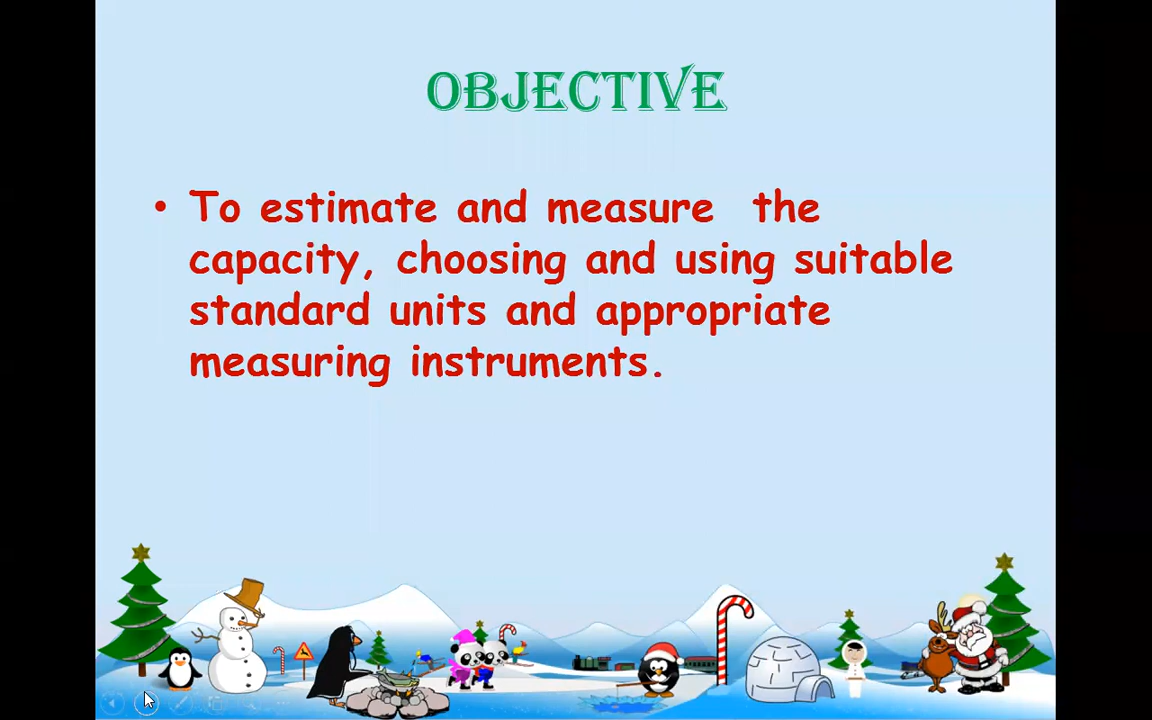 OBJECTIVE
• To estimate and measure the
capacity, choosing and using suitable
standard units and appropriate
measuring instruments.